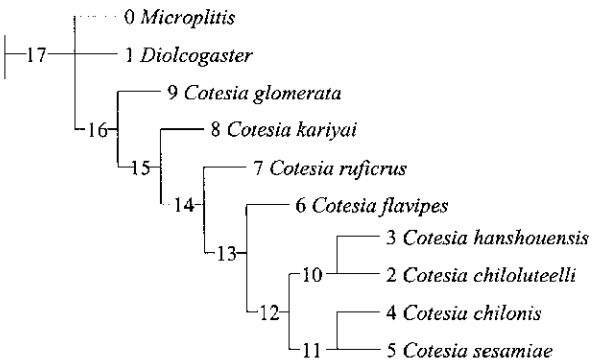 0 Microplitis
17
1 Diolcogaster
9 Cotesia glomerata
16
8 Cotesia kariyai
15
7 Cotesia ruficrus
14
6 Cotesia flavipes
3 Cotesia hanshouensis
13
10
2 Cotesia chiloluteelli
12
4 Cotesia chilonis
11
5 Cotesia sesamiae